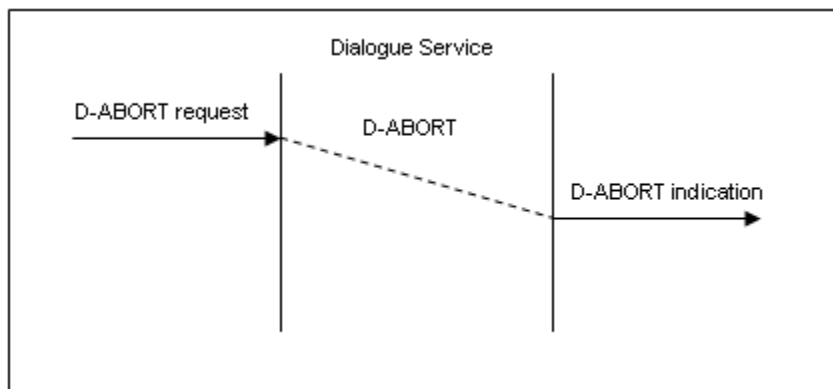 Dialogue Service
D-ABORT request
D-ABORT
D-ABORT indication